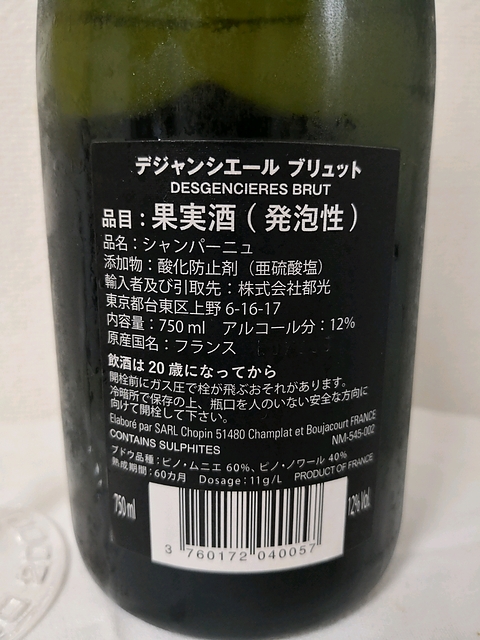 デジャンシエール ブリュット
DESGENCIERES BRUT
品目：果実酒（発泡性）
品名：シャンパーニュ
添加物：酸化防止剤（亜硫酸塩）
輸入者及び引取先：株式会社都光
東京都台東区上野 6-16-17
内容量：750 ml　アルコール分：12%
原産国名：フランス
飲酒は 20 歳になってから
開栓前にガス圧で栓が飛ぶおそれがあります。
冷暗所で保存の上、瓶口を人のいない安全な方向に
向けて開栓して下さい。
Elaboré par SARL Chopin 51480 Champlat et Boujacourt FRANCE
NM-545-002
CONTAINS SULPHITES
ブドウ品種：ピノ・ムニエ 60%、ピノ・ノワール 40%
熟成期間：60カ月　Dosage：11g/L　PRODUCT OF FRANCE
750 ml
12% Vol.
3 760172 040057